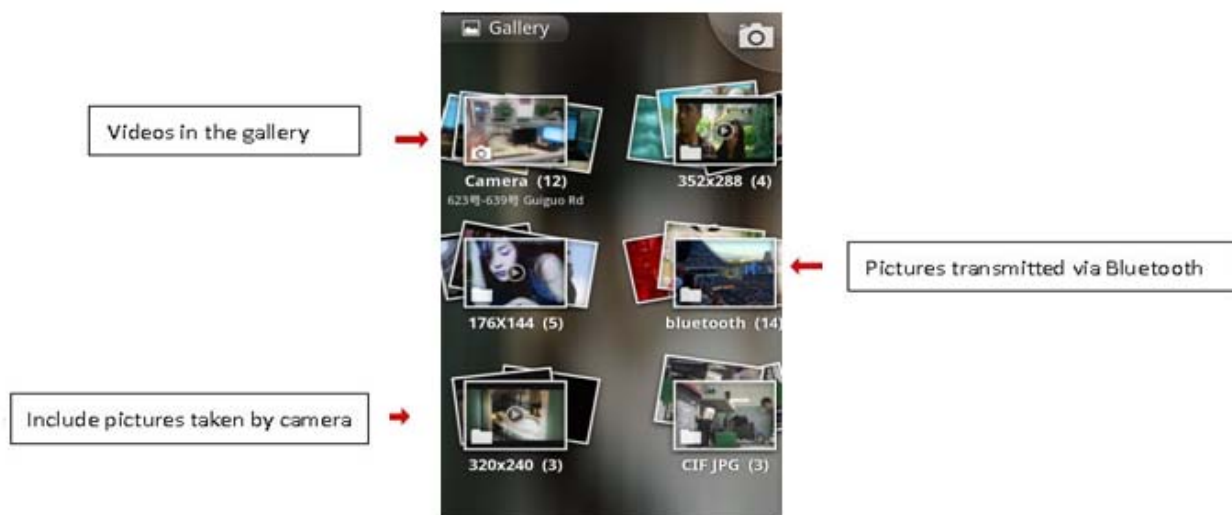 Gallery
Videos in the gallery
Camera (12)
352x288 (4)
623号-639号 Guiguo Rd
Pictures transmitted via Bluetooth
176X144 (5)
bluetooth (14)
Include pictures taken by camera
320x240 (3)
CIF JPG (3)